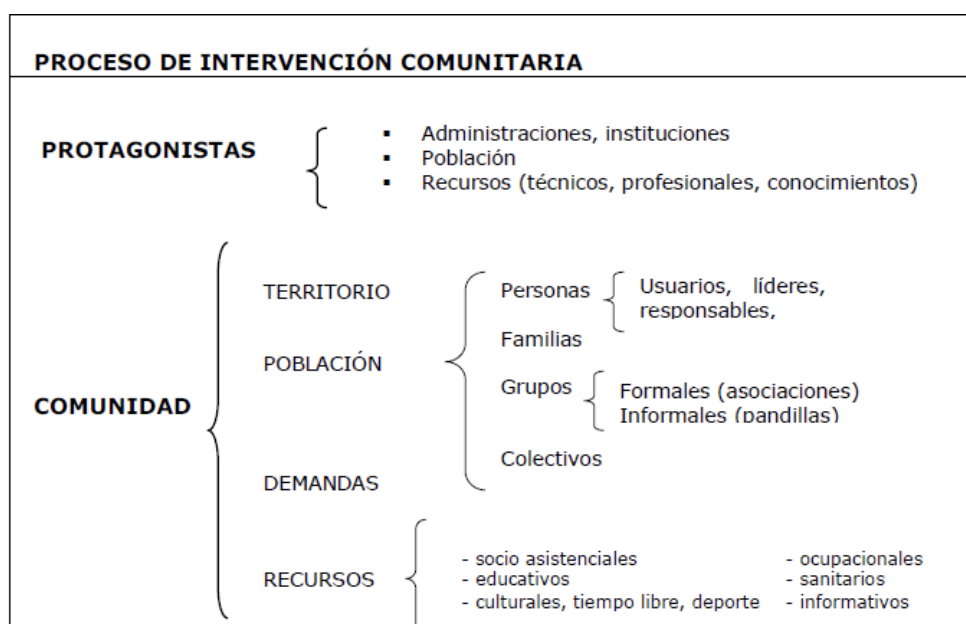 PROCESO DE INTERVENCIÓN COMUNITARIA
PROTAGONISTAS
▪ Administraciones, instituciones
▪ Población
▪ Recursos (técnicos, profesionales, conocimientos)
COMUNIDAD
TERRITORIO
POBLACIÓN
Personas
Usuarios, líderes,
responsables,
Familias
Grupos
Formales (asociaciones)
Informales (pandillas)
Colectivos
DEMANDAS
RECURSOS
- socio asistenciales
- educativos
- culturales, tiempo libre, deporte
- ocupacionales
- sanitarios
- informativos